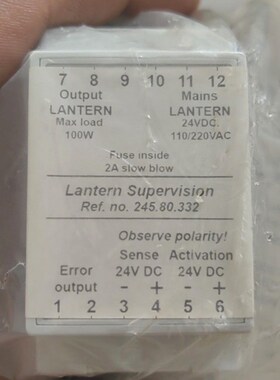 7 8 9 10 11 12
Output Mains
LANTERN LANTERN
Max load 24VDC.
100W 110/220VAC
Fuse inside
2A slow blow
Lantern Supervision
Ref. no. 245.80.332
Observe polarity!
Sense Activation
Error 24V DC 24V DC
output - + - +
1 2 3 4 5 6